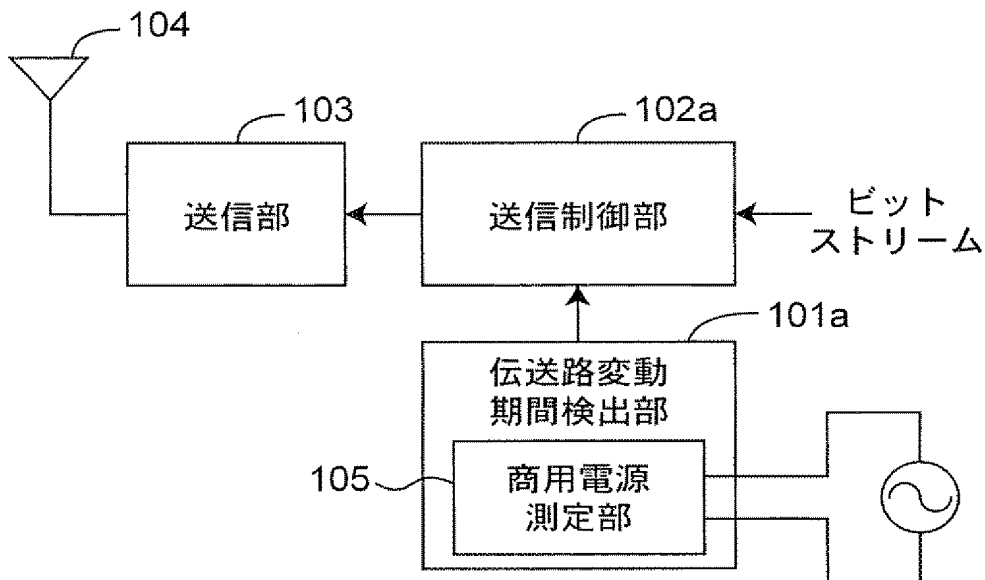 104
103
102a
送信部
送信制御部
ビット
ストリーム
101a
伝送路変動
期間検出部
105
商用電源
測定部